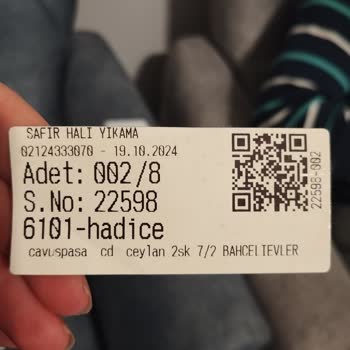 SAFIR HALI YIKAMA
02124333070 - 19.10.2024
Adet: 002/8
S.No: 22598
6101-hadice
cavuspasa cd ceylan 2sk 7/2 BAHCELIEVLER
22598-002